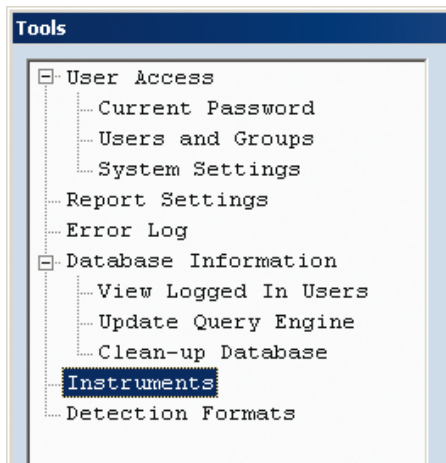 Tools
User Access
Current Password
Users and Groups
System Settings
Report Settings
Error Log
Database Information
View Logged In Users
Update Query Engine
Clean-up Database
Instruments
Detection Formats